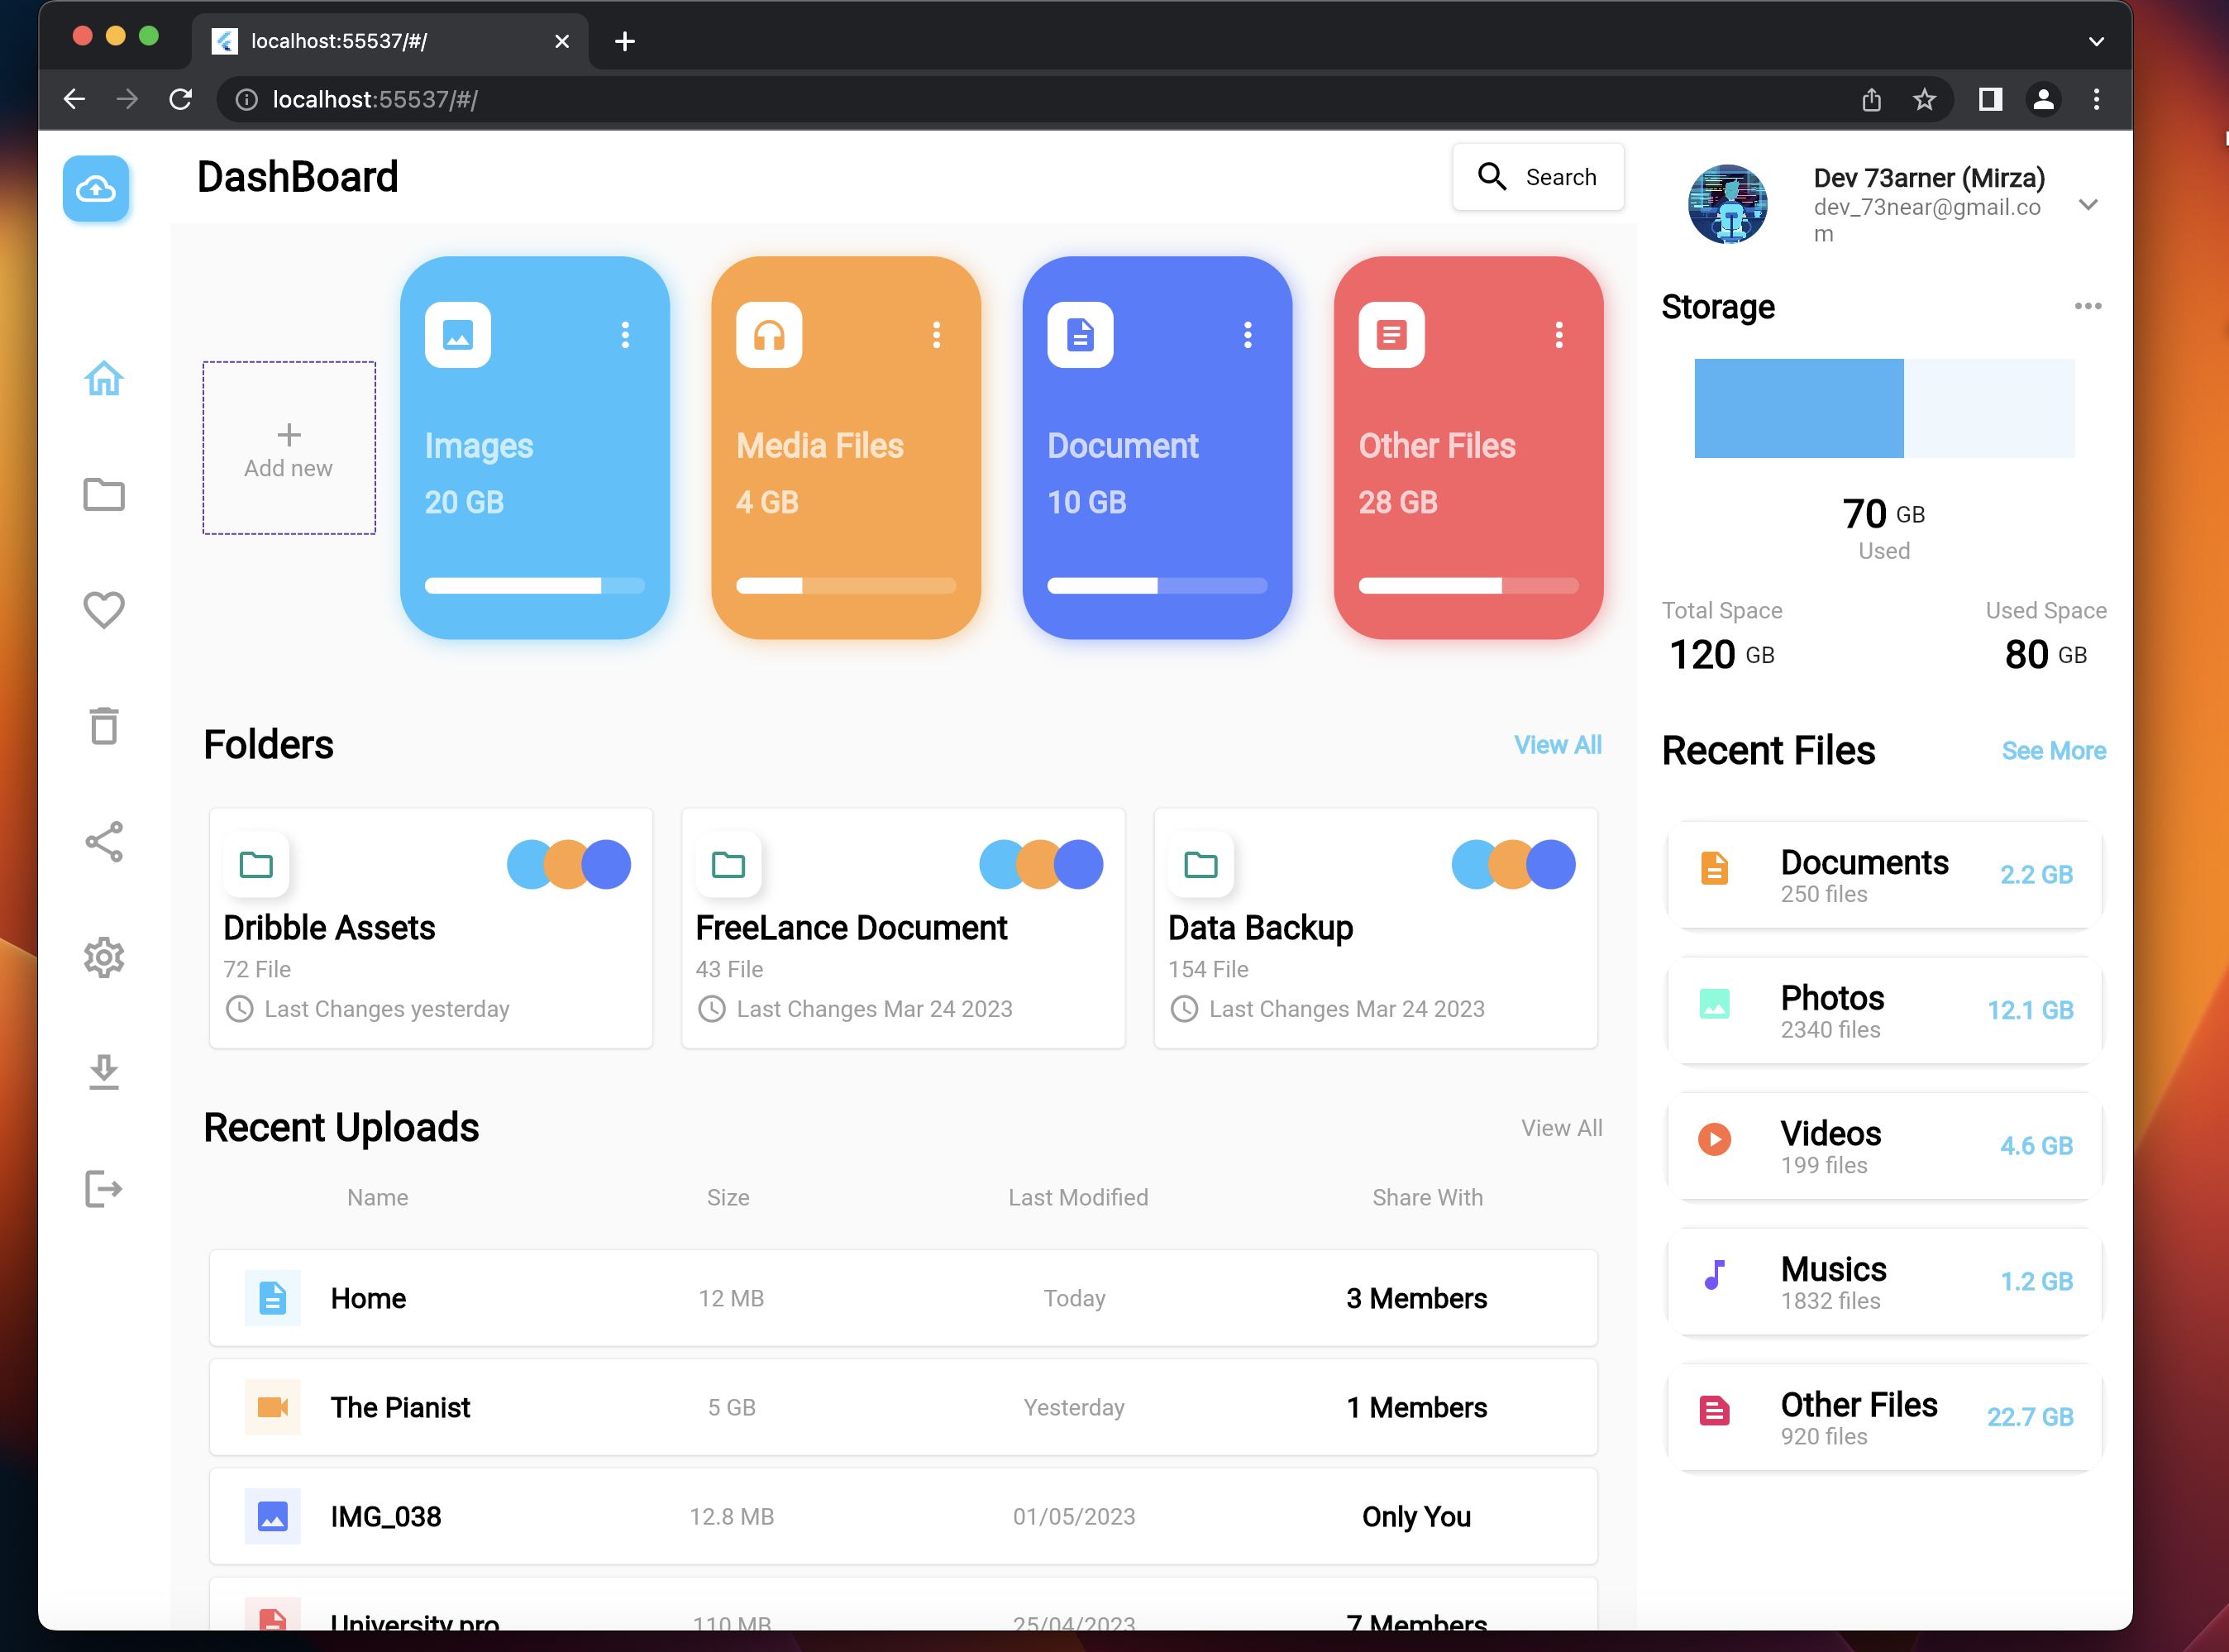 localhost:55537/#/
localhost:55537/#/
DashBoard
Search
Dev 73arner (Mirza)
dev_73near@gmail.co
m
Add new
Images
20 GB
Media Files
4 GB
Document
10 GB
Other Files
28 GB
Storage
70 GB
Used
Total Space
120 GB
Used Space
80 GB
Folders
View All
Dribble Assets
72 File
Last Changes yesterday
FreeLance Document
43 File
Last Changes Mar 24 2023
Data Backup
154 File
Last Changes Mar 24 2023
Recent Uploads
View All
Name Size Last Modified Share With
Home 12 MB Today 3 Members
The Pianist 5 GB Yesterday 1 Members
IMG_038 12.8 MB 01/05/2023 Only You
University pro 110 MB 25/04/2023 7 Members
Recent Files
See More
Documents
250 files
2.2 GB
Photos
2340 files
12.1 GB
Videos
199 files
4.6 GB
Musics
1832 files
1.2 GB
Other Files
920 files
22.7 GB